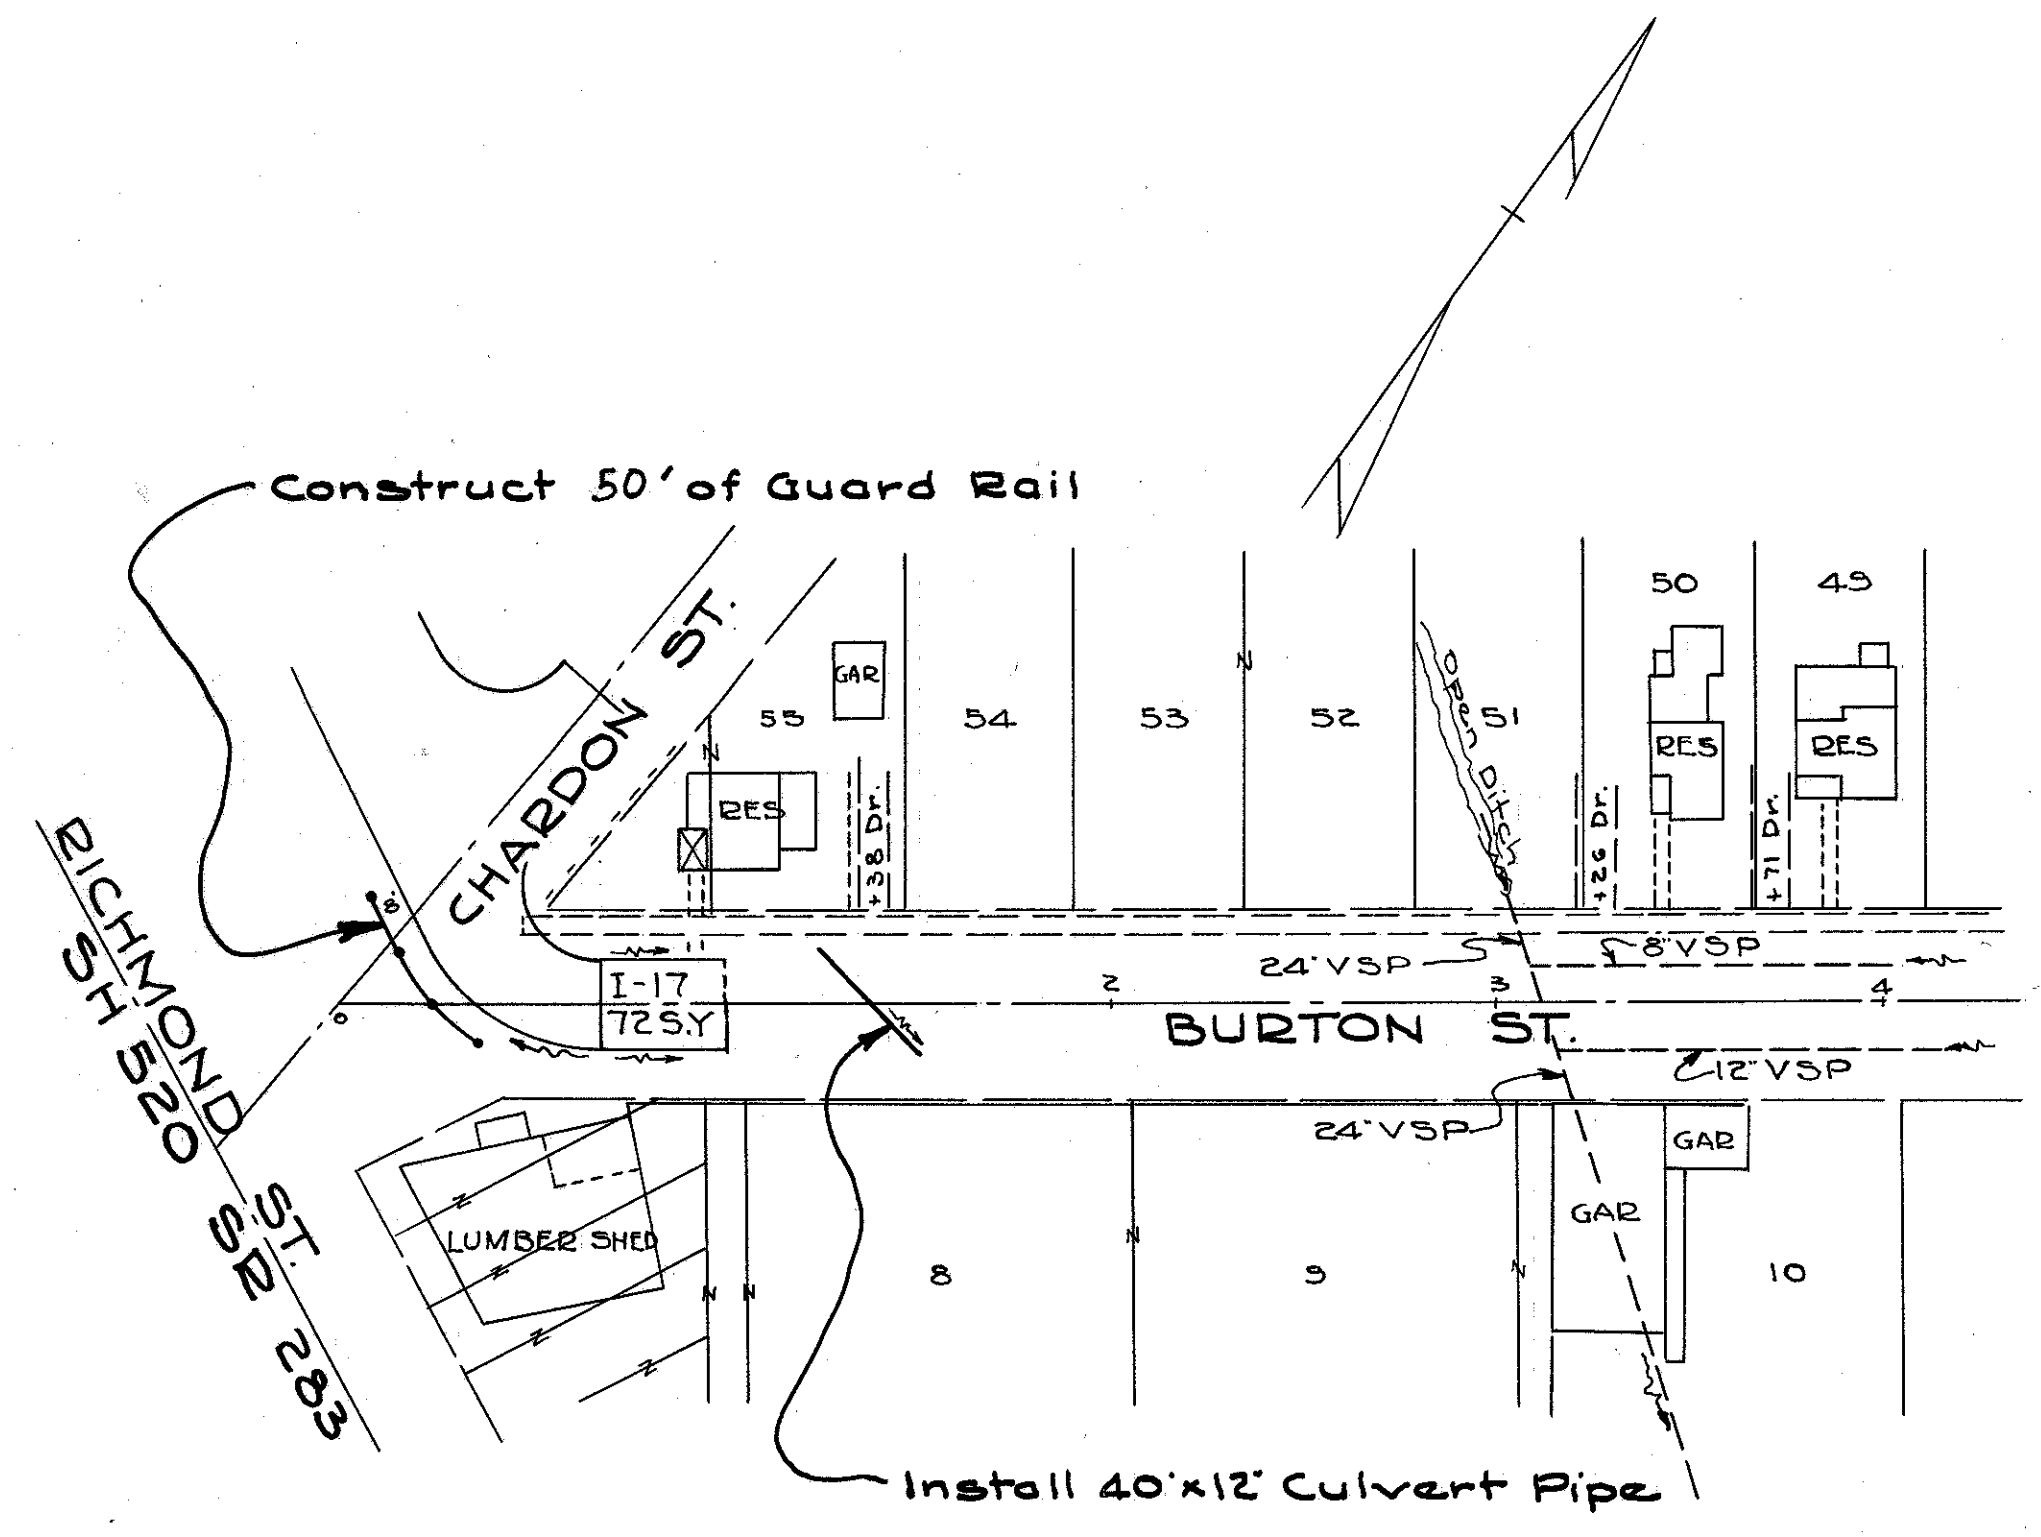 Construct 50' of Guard Rail
CHARDON ST.
50
49
GAR
55
54
53
52
51
Open Ditch
RES
RES
RES
+38 Dr.
+26 Dr.
+71 Dr.
RICHMOND ST.
SH 520 SR 283
8'
0
I-17
72 S.Y
24" VSP
8" VSP
2
3
4
BURTON ST.
12" VSP
24" VSP
GAR
GAR
LUMBER SHED
8
9
10
N
N
N
N
N
N
Install 40'x12" Culvert Pipe